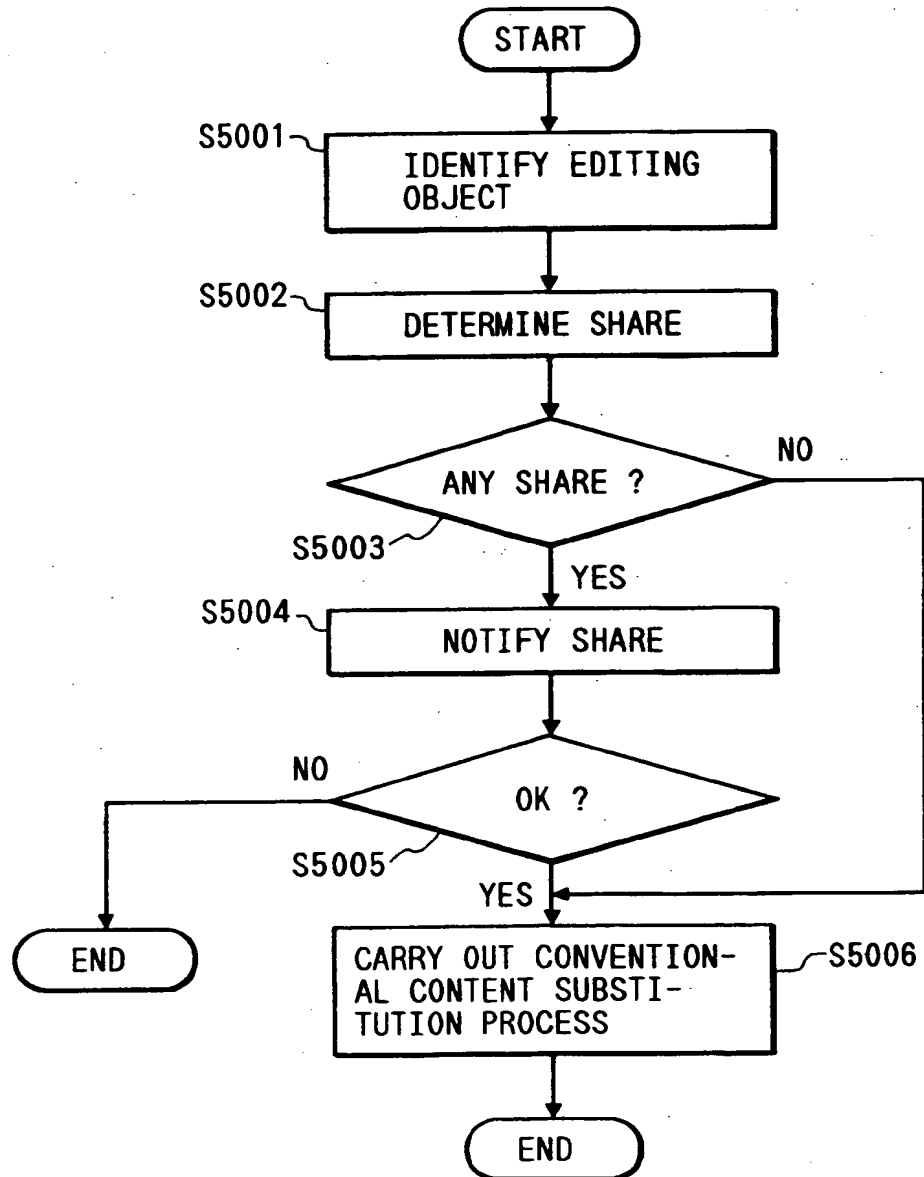 START
S5001
IDENTIFY EDITING
OBJECT
S5002
DETERMINE SHARE
NO
ANY SHARE ?
S5003
YES
S5004
NOTIFY SHARE
NO
OK ?
S5005
YES
END
CARRY OUT CONVENTION-
AL CONTENT SUBSTI-
TUTION PROCESS
S5006
END